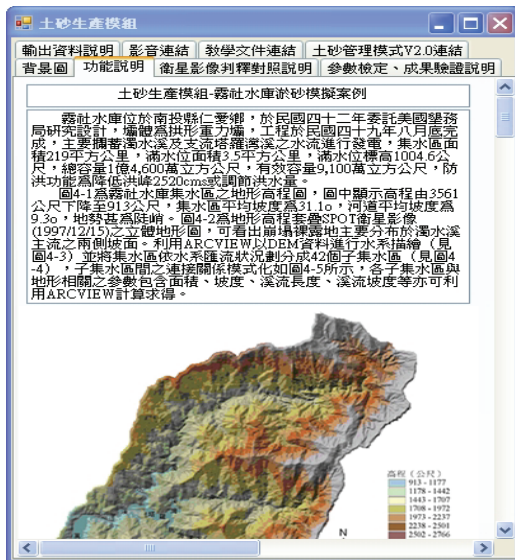 土砂生產模組
輸出資料說明 影音連結 教學文件連結 土砂管理模式V2.0連結
背景圖 功能說明 衛星影像判釋對照說明 參數檢定、成果驗證說明
土砂生產模組-霧社水庫淤砂模擬案例
霧社水庫位於南投縣仁愛鄉，於民國四十二年委託美國墾務
局研究設計，壩體為拱形重力壩，工程於民國四十九年八月底完
成，主要攔蓄濁水溪及支流塔羅灣溪之水流進行發電，集水區面
積219平方公里，滿水位面積3.5平方公里，滿水位標高1004.6公
尺，總容量1億4,600萬立方公尺，有效容量9,100萬立方公尺，防
洪功能為降低洪峰2520cms或調節洪水量。
圖4-1為霧社水庫集水區之地形高程圖，圖中顯示高程由3561
公尺下降至913公尺，集水區平均坡度為31.1o，河道平均坡度為
9.3o，地勢甚為陡峭。圖4-2為地形高程套疊SPOT衛星影像
(1997/12/15)之立體地形圖，可看出崩塌裸露地主要分布於濁水溪
主流之兩側坡面。利用ARCVIEW以DEM資料進行水系描繪（見
圖4-3）並將集水區依水系匯流狀況劃分成42個子集水區（見圖4
-4），子集水區間之連接關係模式化如圖4-5所示，各子集水區與
地形相關之參數包含面積、坡度、溪流長度、溪流坡度等亦可利
用ARCVIEW計算求得。
高程（公尺）
913 - 1177
1178 - 1442
1443 - 1707
1708 - 1972
1973 - 2237
2238 - 2501
2502 - 2766
N